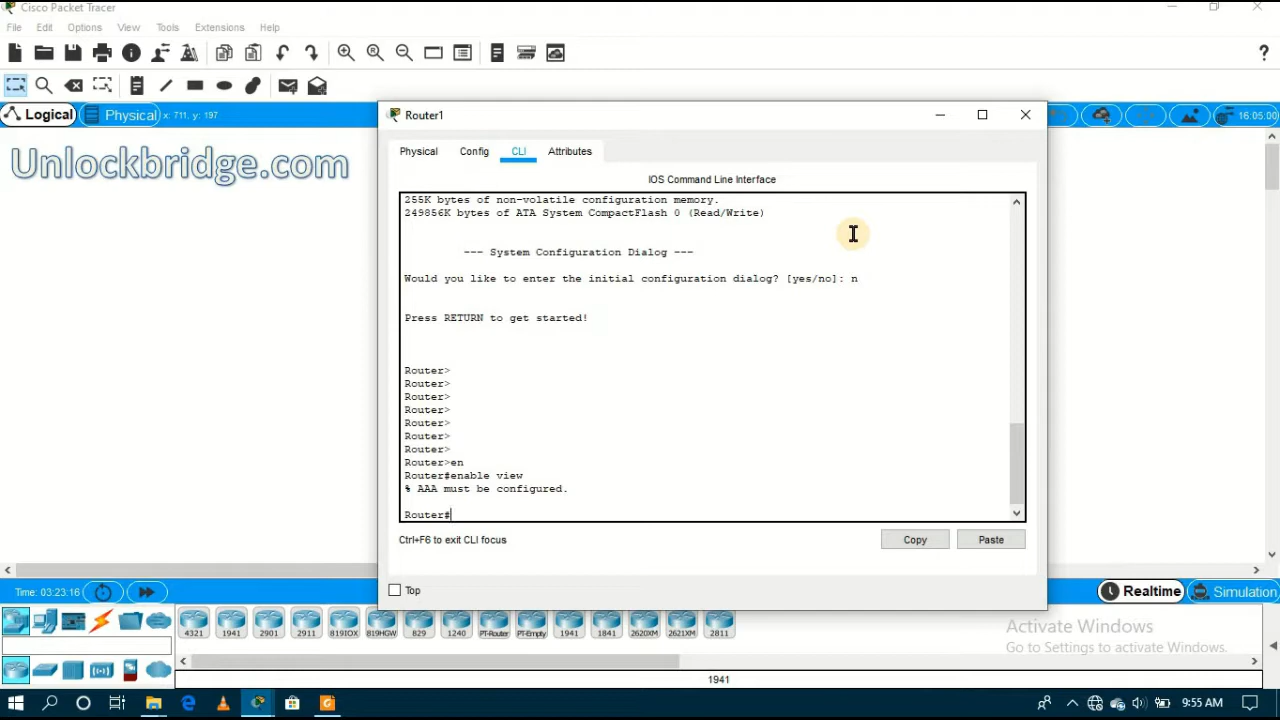 Cisco Packet Tracer
File Edit Options View Tools Extensions Help
Logical Physical x: 711, y: 197
16:05:00
Unlockbridge.com
Router1
Physical Config CLI Attributes
IOS Command Line Interface
255K bytes of non-volatile configuration memory.
249856K bytes of ATA System CompactFlash 0 (Read/Write)
--- System Configuration Dialog ---
Would you like to enter the initial configuration dialog? [yes/no]: n
Press RETURN to get started!
Router>
Router>
Router>
Router>
Router>
Router>
Router>
Router>en
Router#enable view
% AAA must be configured.
Router#
Ctrl+F6 to exit CLI focus
Copy Paste
Top
Time: 03:23:16
Realtime Simulation
4321 1941 2901 2911 819IOX 819HGW 829 1240 PT-Router PT-Empty 1941 1841 2620XM 2621XM 2811
Activate Windows
Go to Settings to activate Windows.
1941
9:55 AM